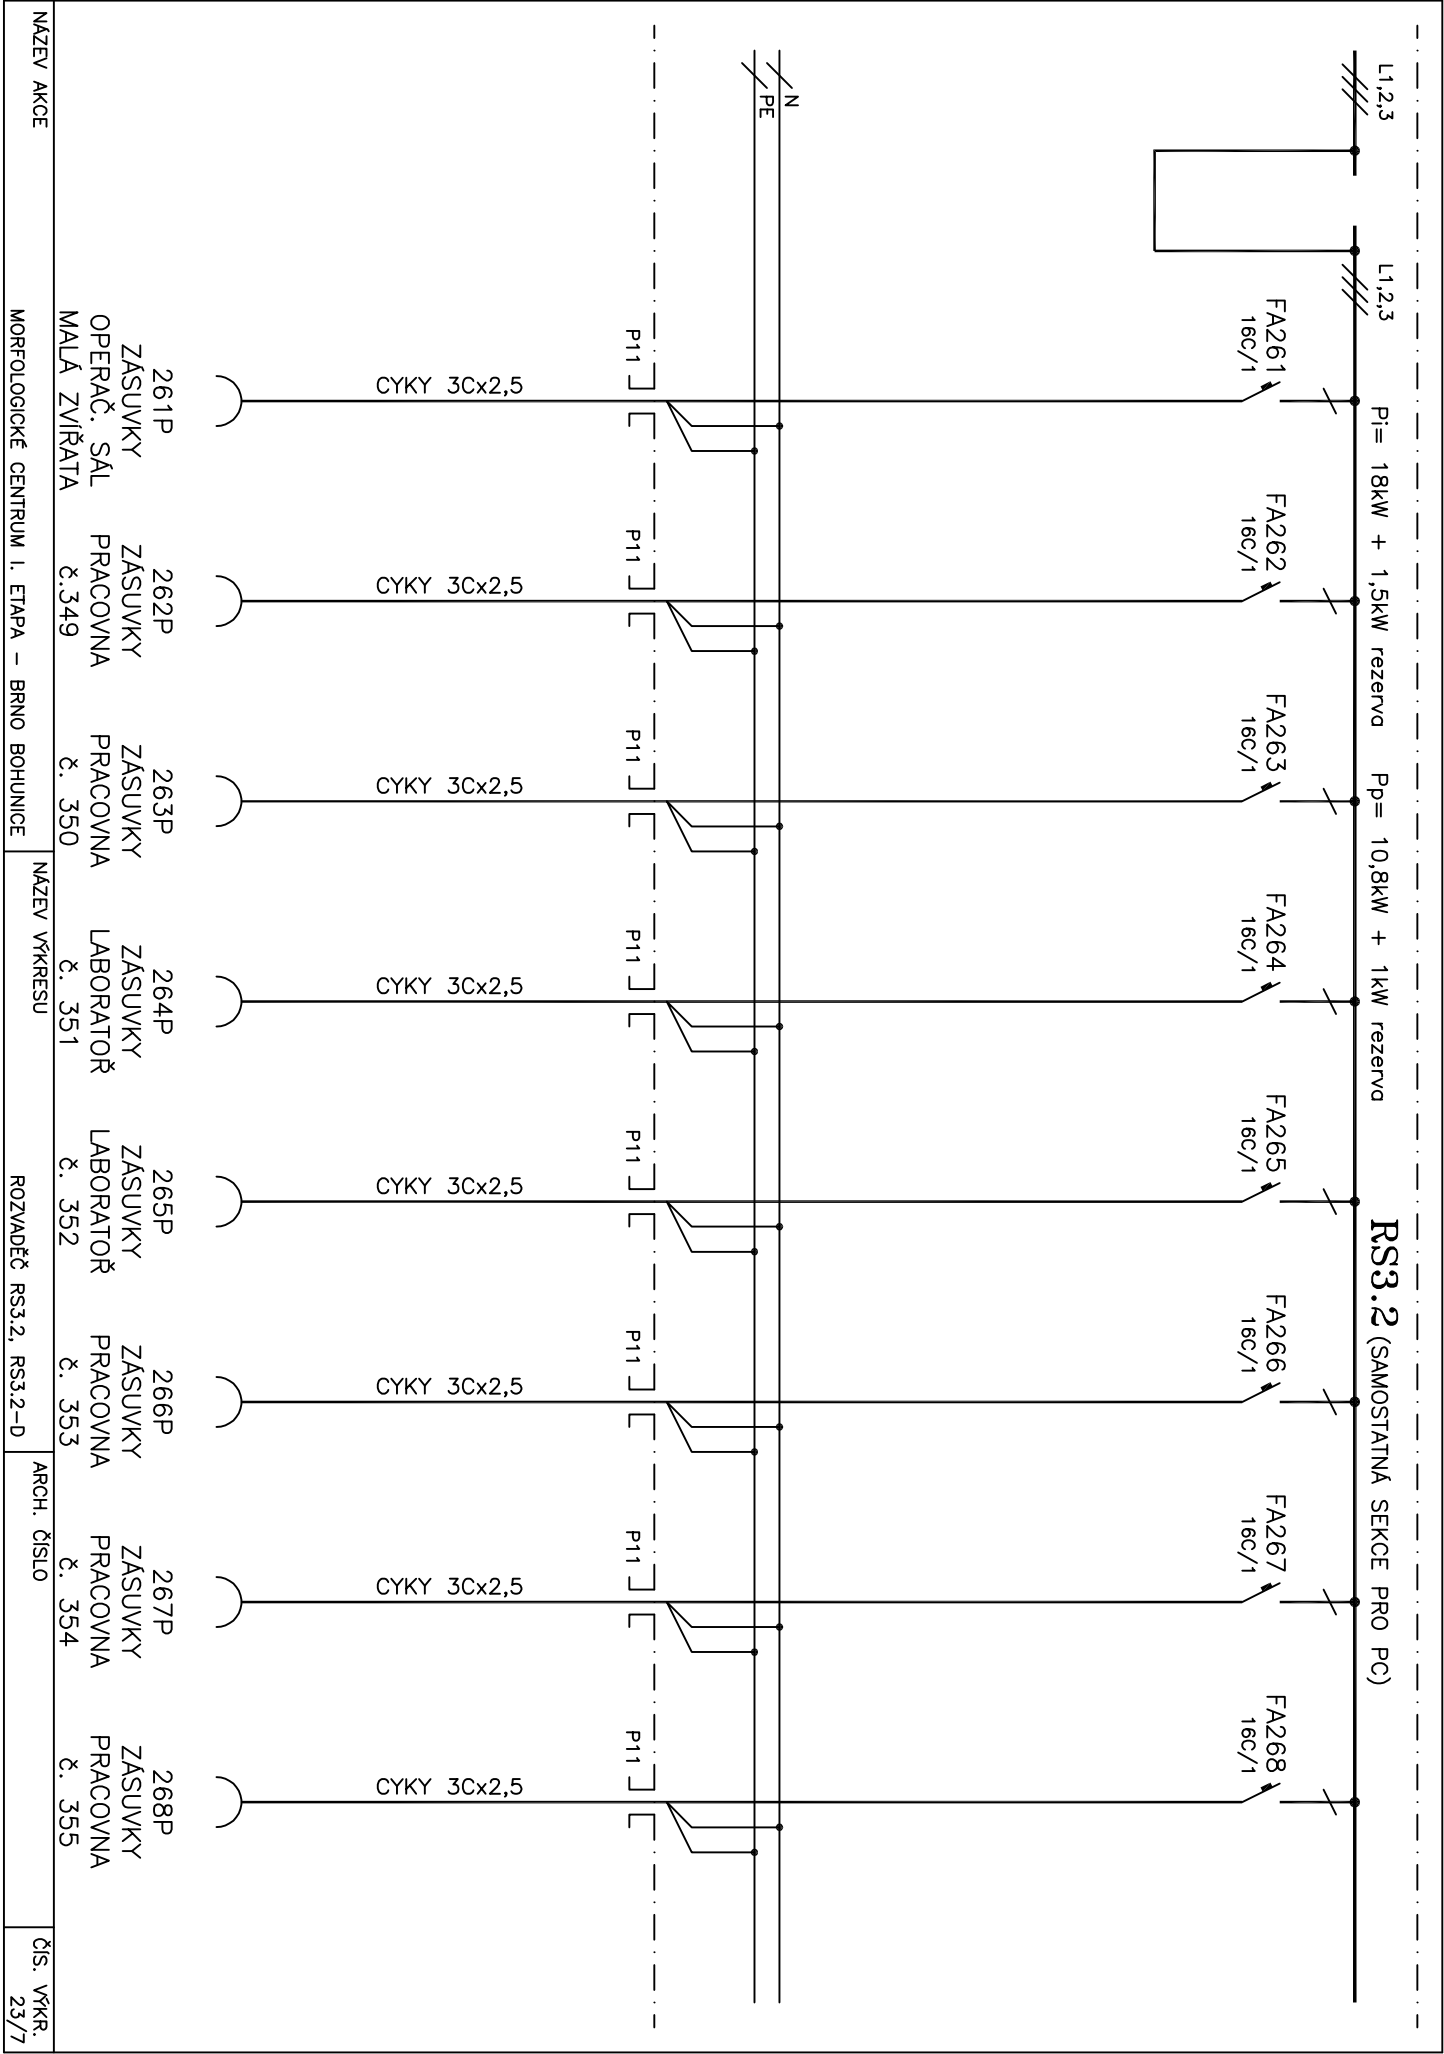 L1,2,3
L1,2,3
Pi= 18kW + 1,5kW rezerva Pp= 10,8kW + 1kW rezerva
RS3.2 (SAMOSTATNÁ SEKCE PRO PC)
FA261
16C/1
FA262
16C/1
FA263
16C/1
FA264
16C/1
FA265
16C/1
FA266
16C/1
FA267
16C/1
FA268
16C/1
N
PE
P11
P11
P11
P11
P11
P11
P11
P11
CYKY 3Cx2,5
CYKY 3Cx2,5
CYKY 3Cx2,5
CYKY 3Cx2,5
CYKY 3Cx2,5
CYKY 3Cx2,5
CYKY 3Cx2,5
CYKY 3Cx2,5
261P
ZÁSUVKY
OPERAČ. SÁL
MALÁ ZVÍŘATA
262P
ZÁSUVKY
PRACOVNA
č.349
263P
ZÁSUVKY
PRACOVNA
č. 350
264P
ZÁSUVKY
LABORATOŘ
č. 351
265P
ZÁSUVKY
LABORATOŘ
č. 352
266P
ZÁSUVKY
PRACOVNA
č. 353
267P
ZÁSUVKY
PRACOVNA
č. 354
268P
ZÁSUVKY
PRACOVNA
č. 355
NÁZEV AKCE
MORFOLOGICKÉ CENTRUM I. ETAPA – BRNO BOHUNICE
NÁZEV VÝKRESU
ROZVADĚČ RS3.2, RS3.2-D
ARCH. ČÍSLO
ČÍS. VÝKR.
23/7